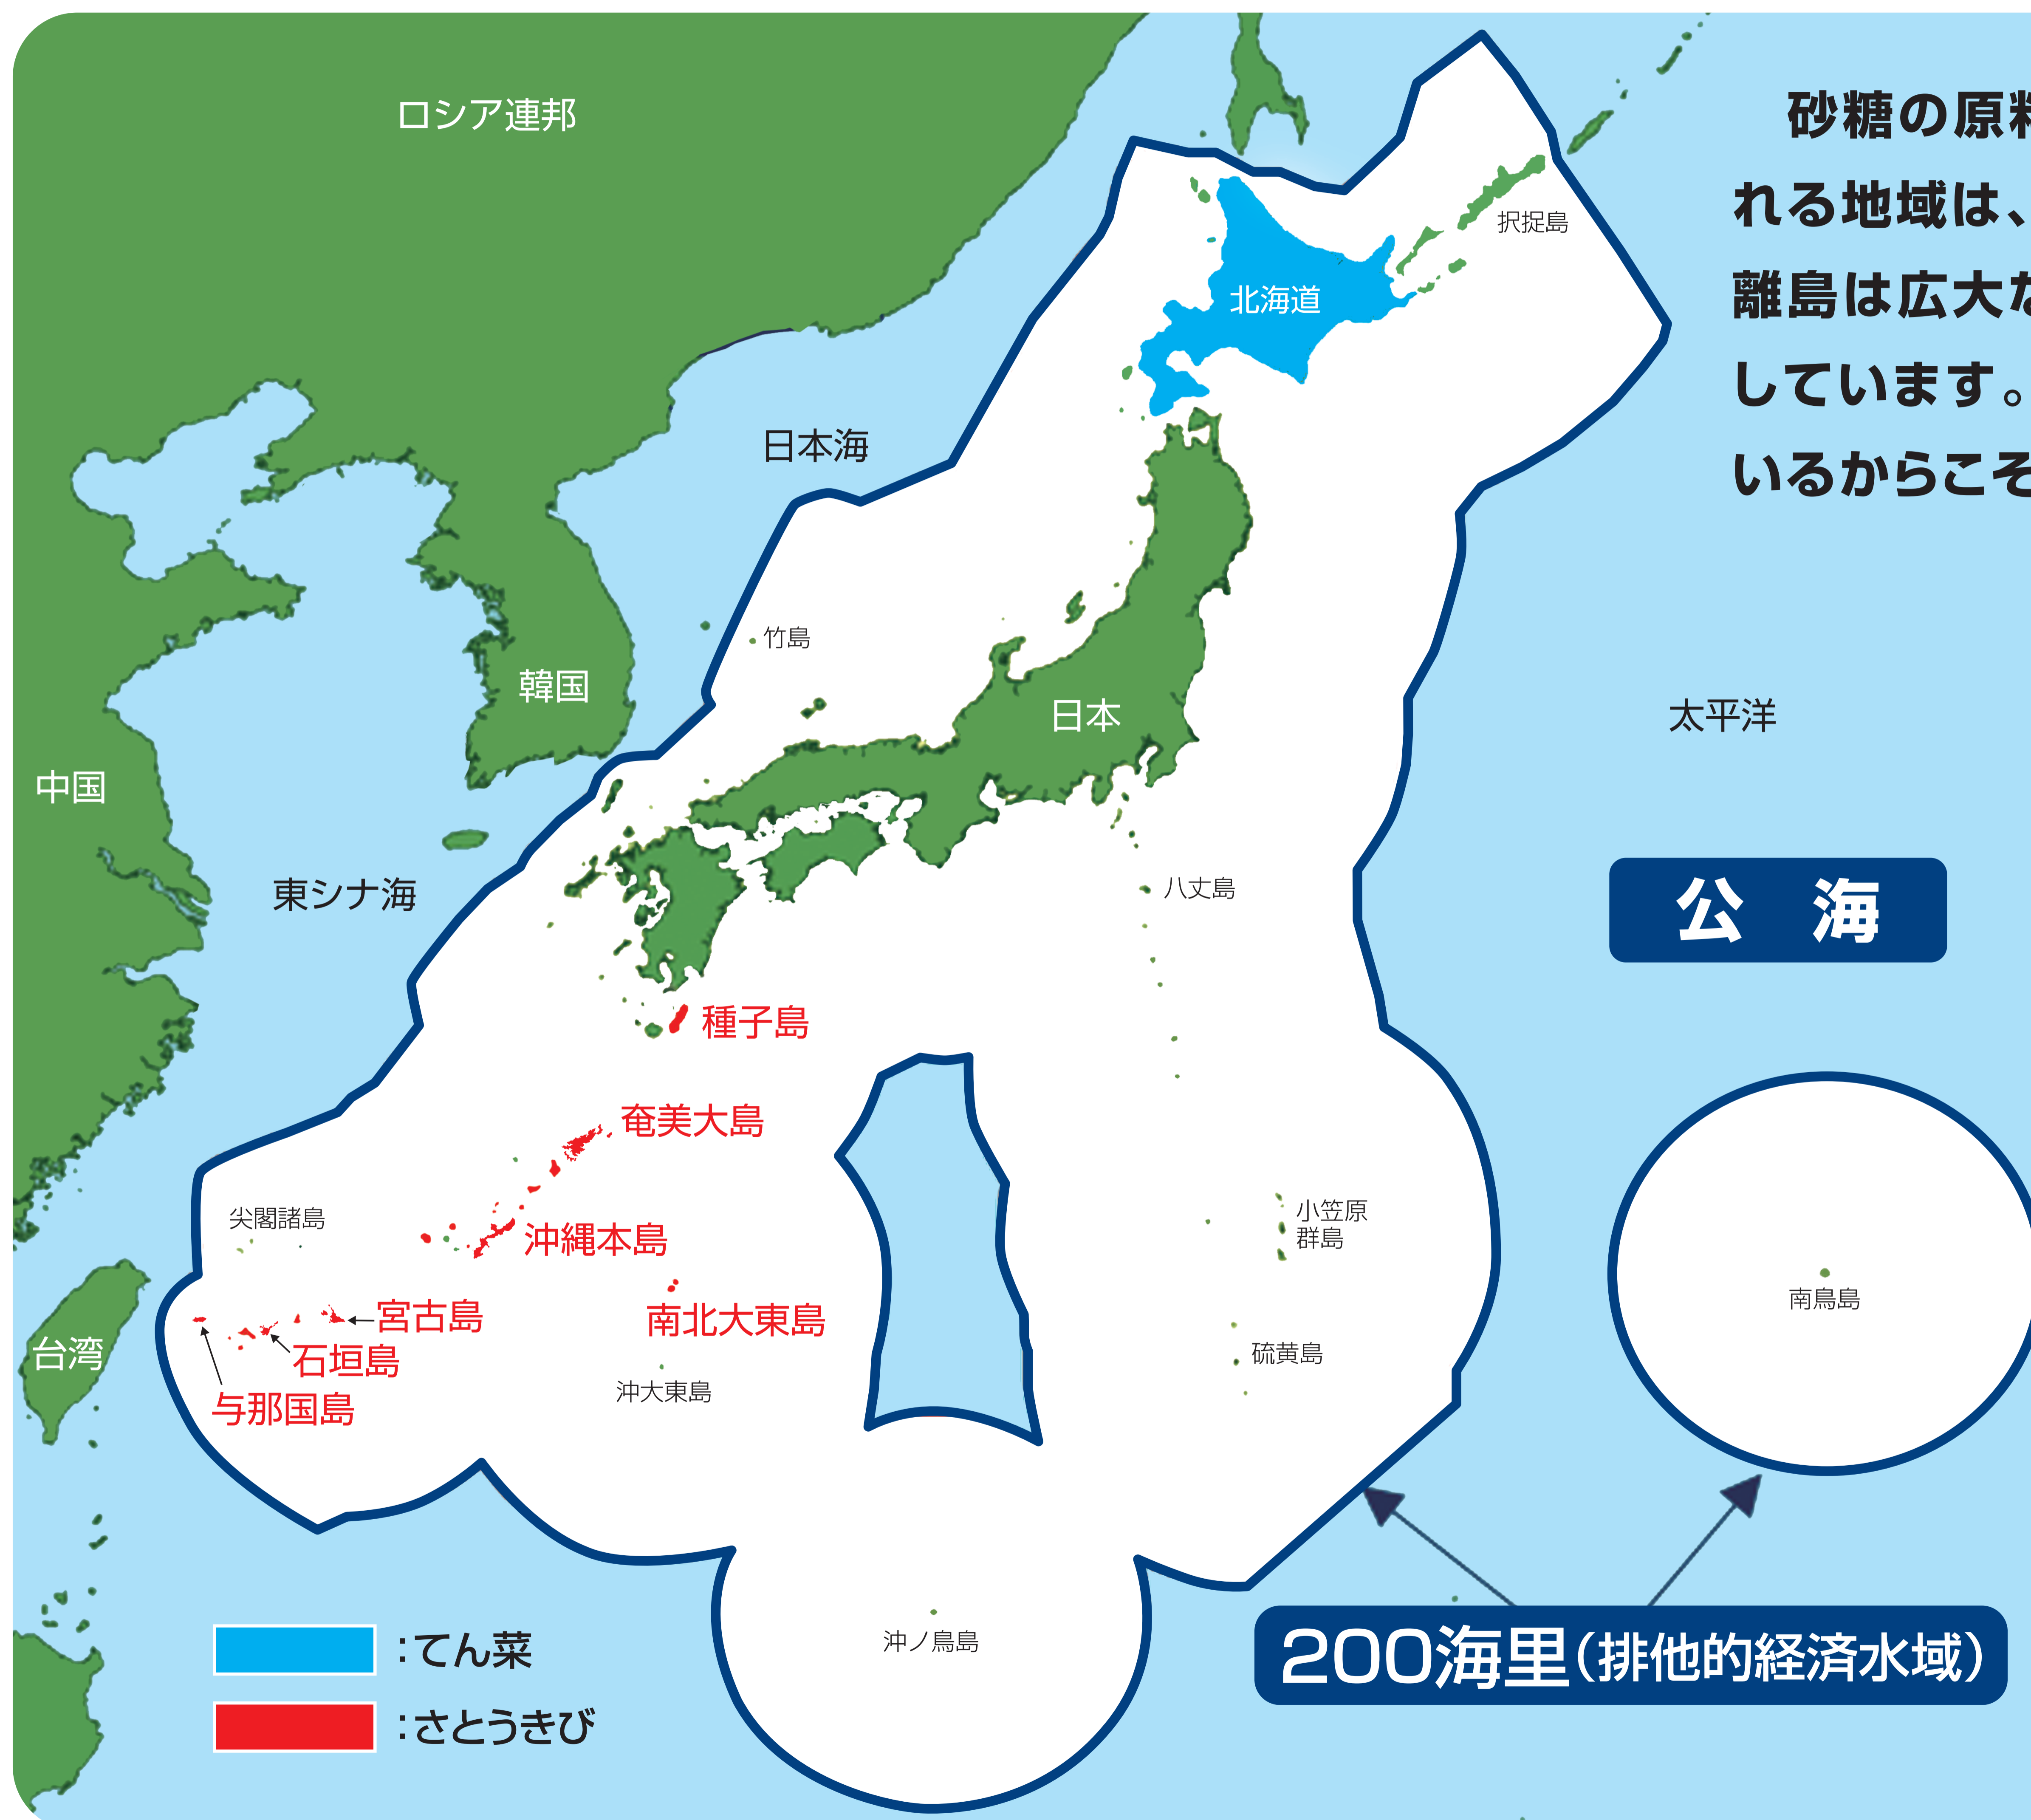 ロシア連邦
砂糖の原料
れる地域は、
離島は広大な
しています。
いるからこそ
択捉島
北海道
日本海
竹島
韓国
日本
太平洋
中国
東シナ海
八丈島
公 海
種子島
奄美大島
尖閣諸島
沖縄本島
小笠原
群島
宮古島
南北大東島
南鳥島
石垣島
台湾
硫黄島
沖大東島
与那国島
沖ノ鳥島
200海里(排他的経済水域)
:てん菜
:さとうきび